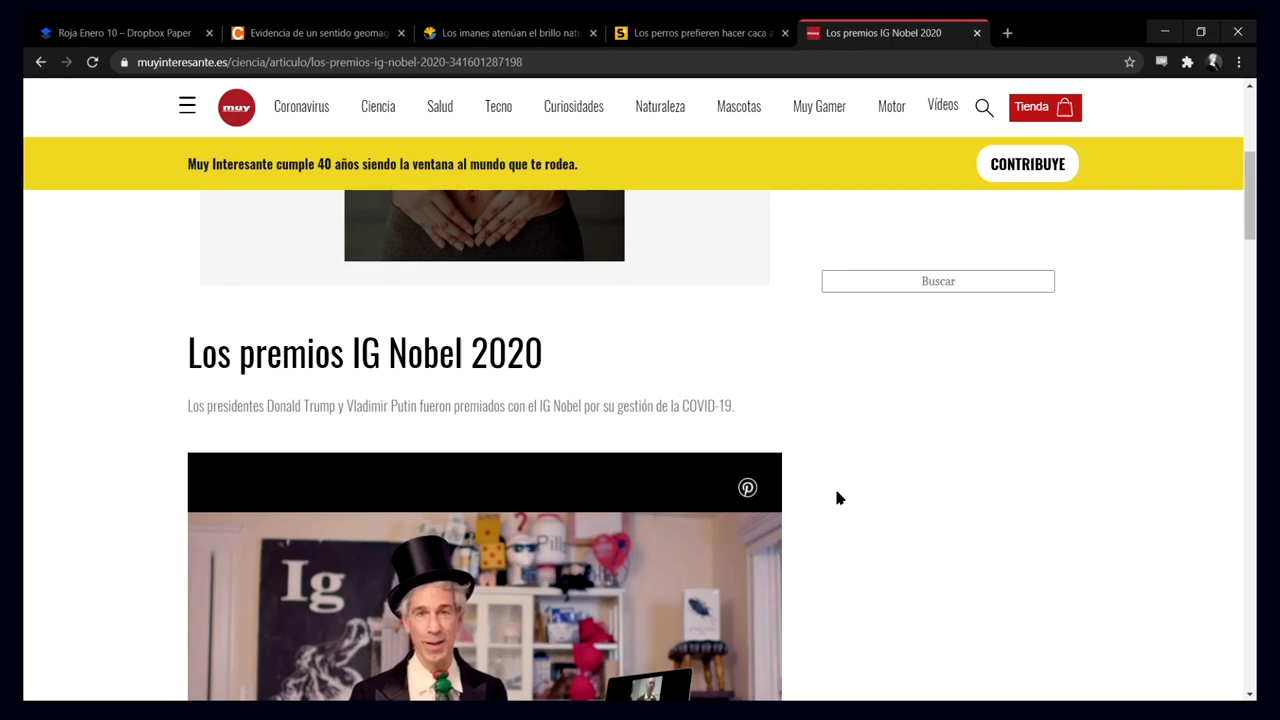 Roja Enero 10 – Dropbox Paper
Evidencia de un sentido geomag
Los imanes atenúan el brillo natu
Los perros prefieren hacer caca a
Los premios IG Nobel 2020
muyinteresante.es/ciencia/articulo/los-premios-ig-nobel-2020-341601287198
muy
Coronavirus
Ciencia
Salud
Tecno
Curiosidades
Naturaleza
Mascotas
Muy Gamer
Motor
Vídeos
Tienda
Muy Interesante cumple 40 años siendo la ventana al mundo que te rodea.
CONTRIBUYE
Buscar
Los premios IG Nobel 2020
Los presidentes Donald Trump y Vladimir Putin fueron premiados con el IG Nobel por su gestión de la COVID-19.
Pills
Ig